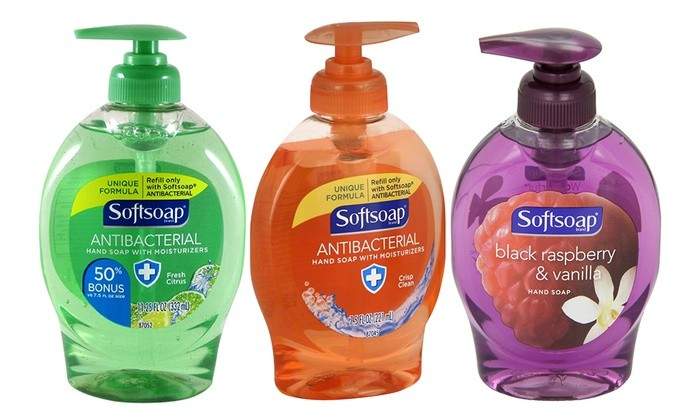 UNIQUE
FORMULA
Refill only
with Softsoap®
ANTIBACTERIAL
Softsoap®
brand
ANTIBACTERIAL
HAND SOAP WITH MOISTURIZERS
50%
BONUS
vs 7.5 fl oz size
Fresh
Citrus
11.25 FL OZ (332 mL)
87052
UNIQUE
FORMULA
Refill only
with Softsoap®
ANTIBACTERIAL
Softsoap®
brand
ANTIBACTERIAL
HAND SOAP WITH MOISTURIZERS
Crisp
Clean
7.5 FL OZ (221 mL)
Softsoap®
brand
black raspberry
& vanilla
HAND SOAP